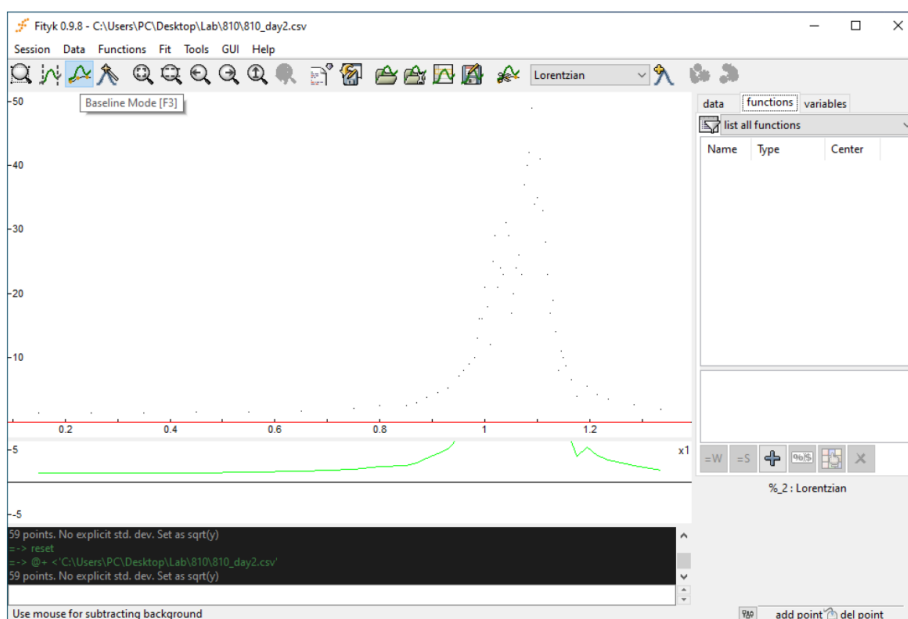 Fityk 0.9.8 - C:\Users\PC\Desktop\Lab\810\810_day2.csv
Session Data Functions Fit Tools GUI Help
Lorentzian
Baseline Mode [F3]
data functions variables
list all functions
Name Type Center
50
40
30
20
10
0.2 0.4 0.6 0.8 1 1.2
5
x1
-5
=W =S
%_2 : Lorentzian
59 points. No explicit std. dev. Set as sqrt(y)
=-> reset
=-> @+ <'C:\Users\PC\Desktop\Lab\810\810_day2.csv'
59 points. No explicit std. dev. Set as sqrt(y)
Use mouse for subtracting background
add point del point